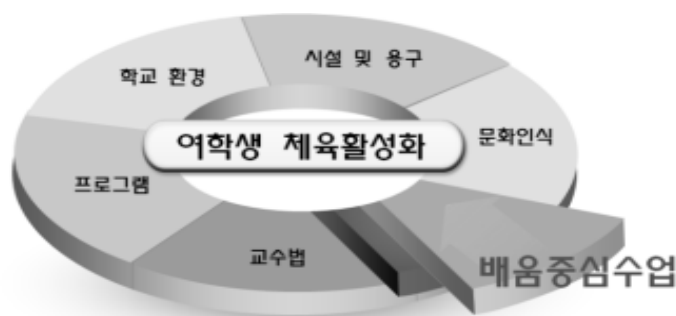 시설 및 용구
학교 환경
여학생 체육활성화
문화인식
프로그램
교수법
배움중심수업